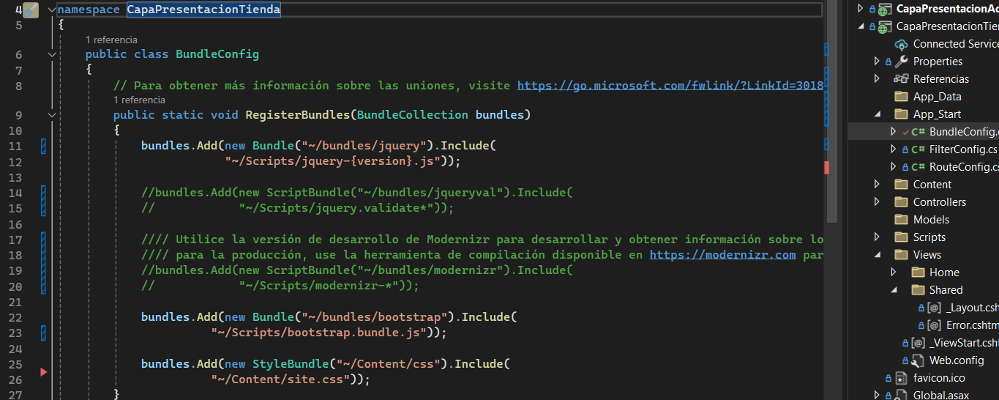 4 namespace CapaPresentacionTienda
5 {
1 referencia
6 public class BundleConfig
7 {
8 // Para obtener más información sobre las uniones, visite https://go.microsoft.com/fwlink/?LinkId=3018
1 referencia
9 public static void RegisterBundles(BundleCollection bundles)
10 {
11 bundles.Add(new Bundle("~/bundles/jquery").Include(
12 "~/Scripts/jquery-{version}.js"));
13
14 //bundles.Add(new ScriptBundle("~/bundles/jqueryval").Include(
15 // "~/Scripts/jquery.validate*"));
16
17 //// Utilice la versión de desarrollo de Modernizr para desarrollar y obtener información sobre lo
18 //// para la producción, use la herramienta de compilación disponible en https://modernizr.com par
19 //bundles.Add(new ScriptBundle("~/bundles/modernizr").Include(
20 // "~/Scripts/modernizr-*"));
21
22 bundles.Add(new Bundle("~/bundles/bootstrap").Include(
23 "~/Scripts/bootstrap.bundle.js"));
24
25 bundles.Add(new StyleBundle("~/Content/css").Include(
26 "~/Content/site.css"));
27 }
CapaPresentacionAd
CapaPresentacionTie
Connected Service
Properties
Referencias
App_Data
App_Start
C# BundleConfig.c
C# FilterConfig.cs
C# RouteConfig.cs
Content
Controllers
Models
Scripts
Views
Home
Shared
[@] _Layout.csh
[@] Error.cshtm
[@] _ViewStart.csht
Web.config
favicon.ico
Global.asax